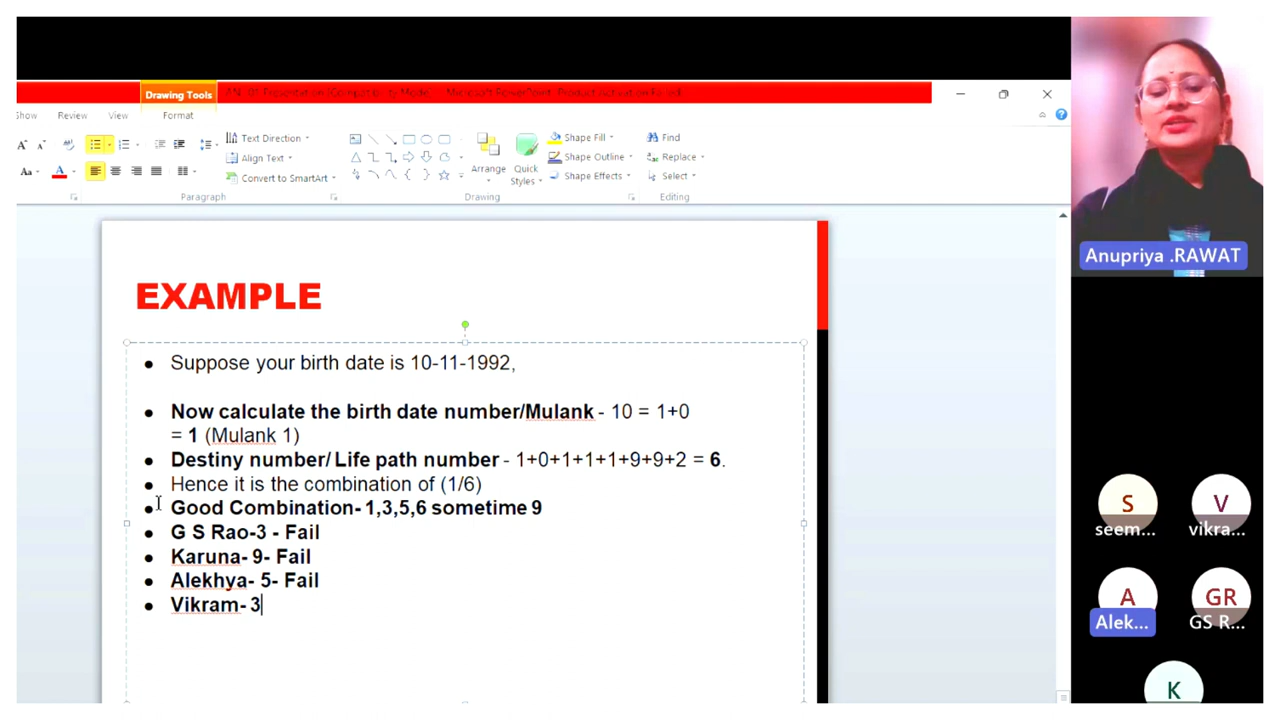 Drawing Tools
Show Review View Format
Text Direction
Align Text
Convert to SmartArt
Aa A
Arrange
Quick Styles
Shape Fill
Shape Outline
Shape Effects
Find
Replace
Select
Paragraph Drawing Editing
EXAMPLE
● Suppose your birth date is 10-11-1992,
● Now calculate the birth date number/Mulank - 10 = 1+0
= 1 (Mulank 1)
● Destiny number/ Life path number - 1+0+1+1+1+9+9+2 = 6.
● Hence it is the combination of (1/6)
● Good Combination- 1,3,5,6 sometime 9
● G S Rao-3 - Fail
● Karuna- 9- Fail
● Alekhya- 5- Fail
● Vikram- 3
Anupriya .RAWAT
S V
seem... vikra...
A GR
Alek... GS R...
K